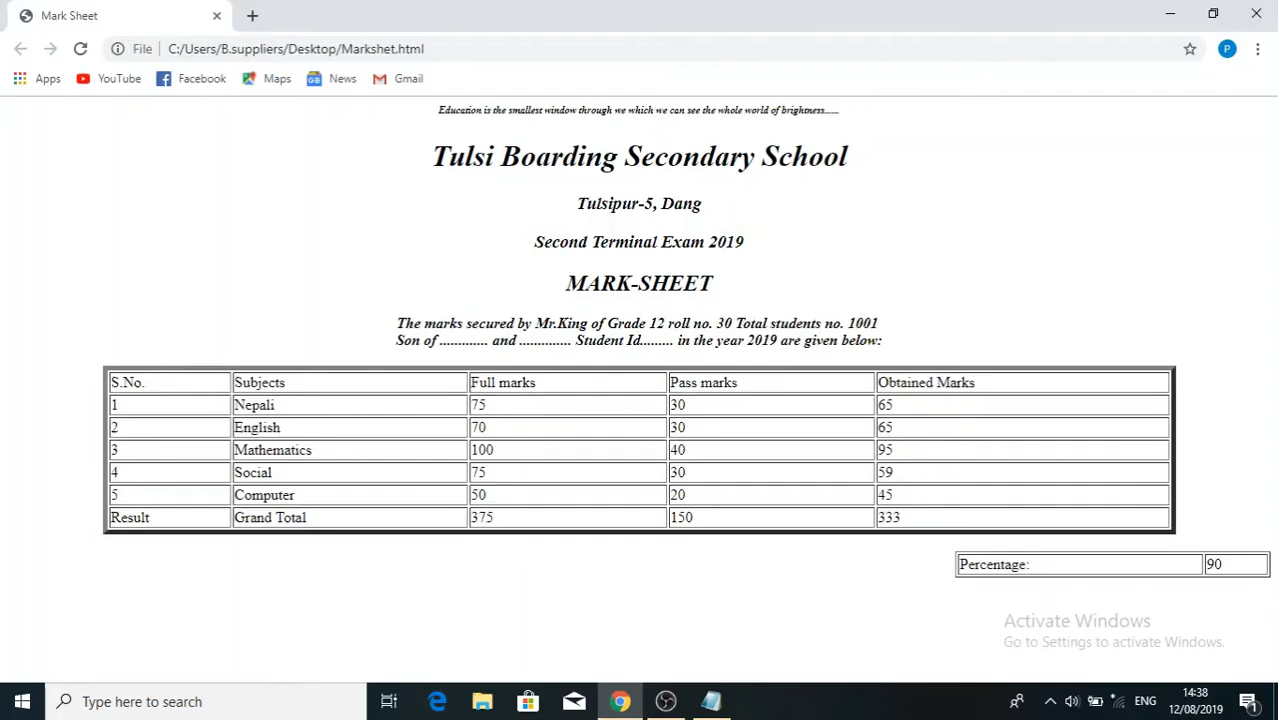 Mark Sheet
File C:/Users/B.suppliers/Desktop/Markshet.html
P
Apps YouTube Facebook Maps News Gmail
Education is the smallest window through we which we can see the whole world of brightness......
Tulsi Boarding Secondary School
Tulsipur-5, Dang
Second Terminal Exam 2019
MARK-SHEET
The marks secured by Mr.King of Grade 12 roll no. 30 Total students no. 1001
Son of ............. and .............. Student Id......... in the year 2019 are given below:
S.No. Subjects Full marks Pass marks Obtained Marks
1 Nepali 75 30 65
2 English 70 30 65
3 Mathematics 100 40 95
4 Social 75 30 59
5 Computer 50 20 45
Result Grand Total 375 150 333
Percentage: 90
Activate Windows
Go to Settings to activate Windows.
Type here to search
ENG
14:38
12/08/2019
1